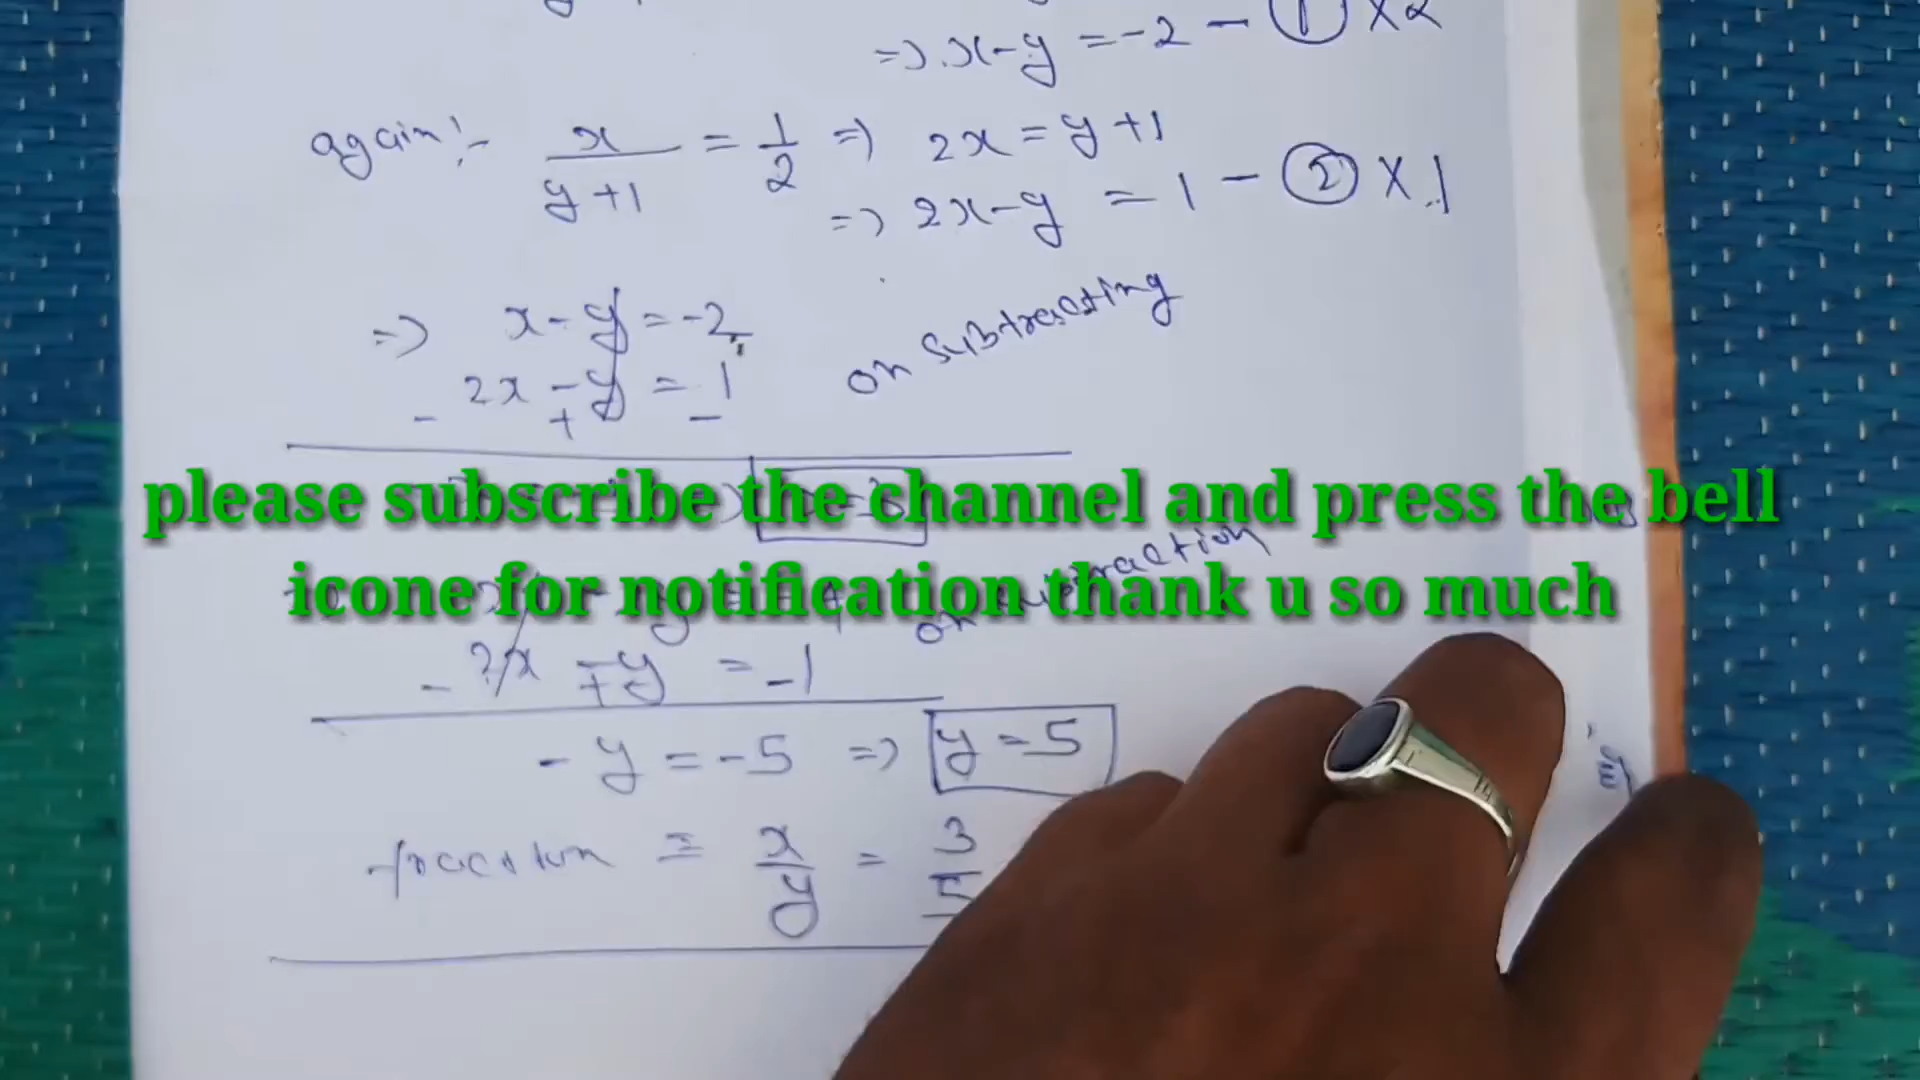 => x-y = -2 - ① x2
again:- x/(y+1) = 1/2 => 2x = y+1
=> 2x-y = 1 - ② x 1
=> x-y = -2
2x - y = 1
- + -
on subtracting
please subscribe the channel and press the bell
icone for notification thank u so much
- 2x - y = -1
+
- y = -5 => y = 5
fraction = x/y = 3/5